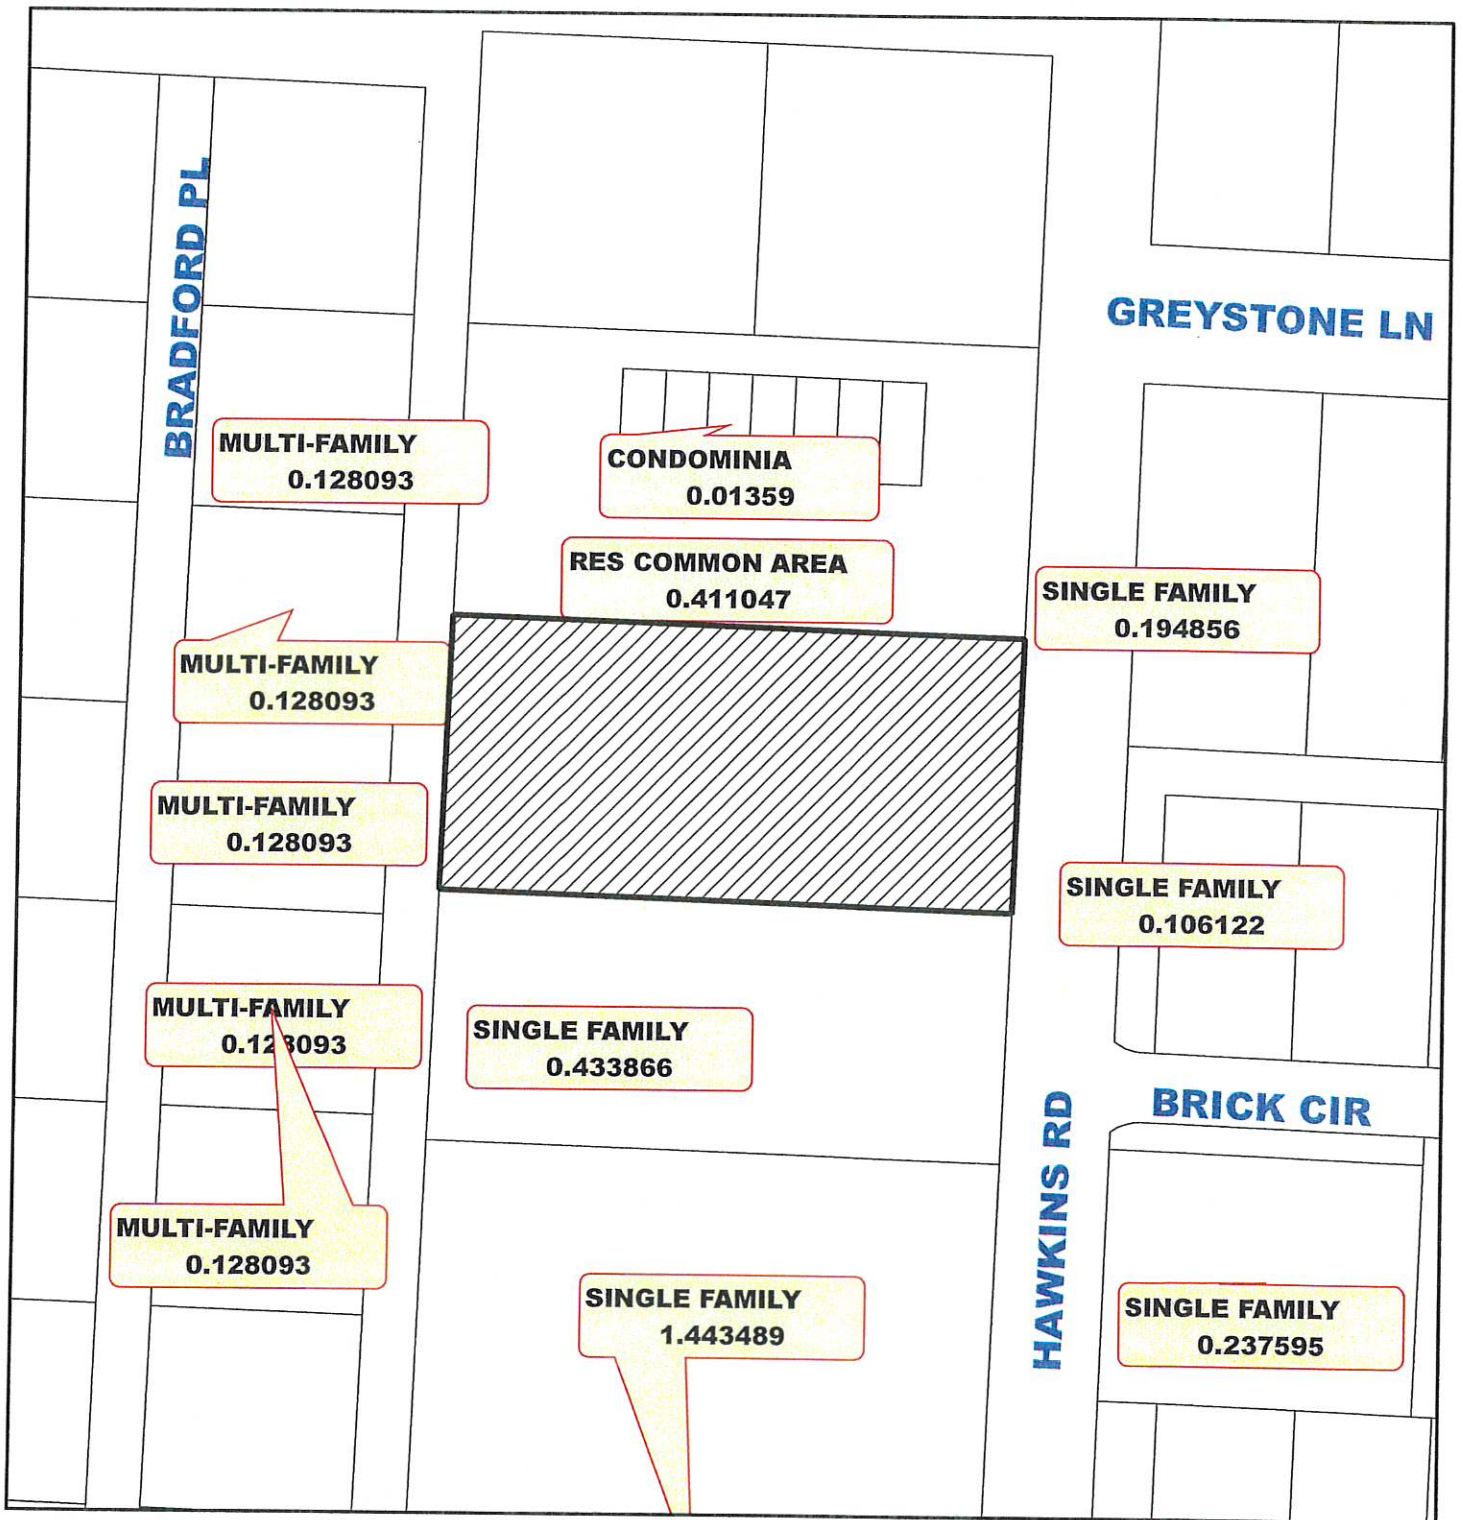 BRADFORD PL
GREYSTONE LN
MULTI-FAMILY
0.128093
CONDOMINIA
0.01359
RES COMMON AREA
0.411047
SINGLE FAMILY
0.194856
MULTI-FAMILY
0.128093
MULTI-FAMILY
0.128093
SINGLE FAMILY
0.106122
MULTI-FAMILY
0.128093
SINGLE FAMILY
0.433866
BRICK CIR
HAWKINS RD
MULTI-FAMILY
0.128093
SINGLE FAMILY
1.443489
SINGLE FAMILY
0.237595